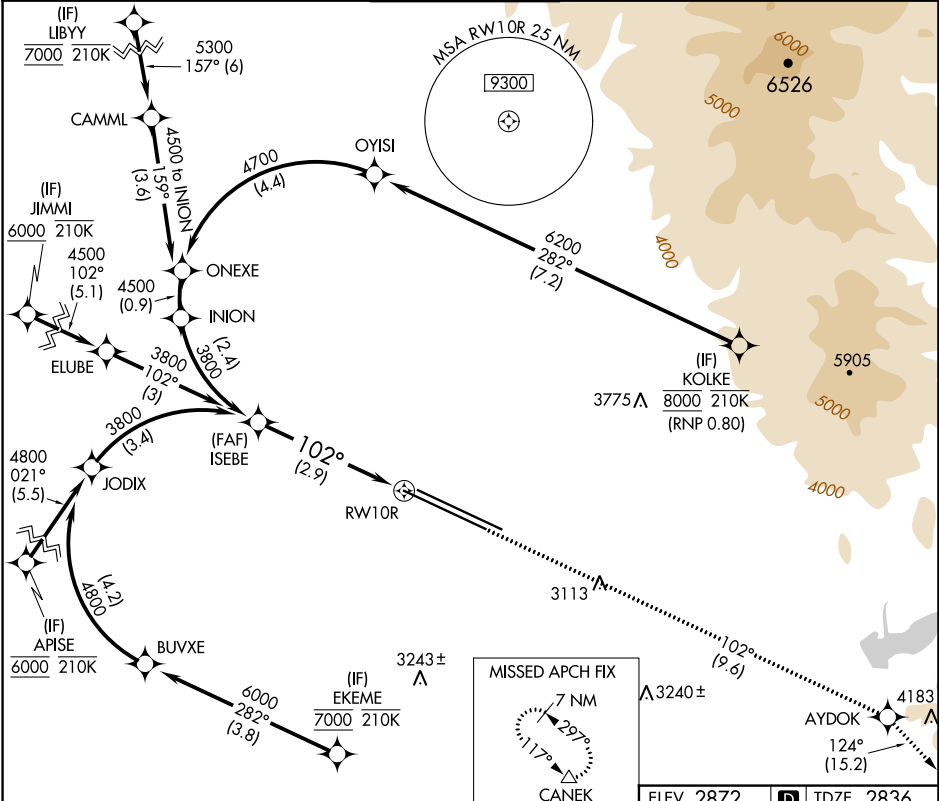 (IF)
LIBYY
7000 210K
5300
157° (6)
CAMML
4500 to INION
159°
(3.6)
MSA RW10R 25 NM
9300
6000
6526
5000
OYISI
4700
(4.4)
(IF)
JIMMI
6000 210K
4500
102°
(5.1)
ONEXE
4500
(0.9)
INION
6200
282°
(7.2)
4000
(2.4)
3800
ELUBE
3800
102°
(3)
(IF)
KOLKE
8000 210K
(RNP 0.80)
3775
5905
5000
4000
3800
(3.4)
(FAF)
ISEBE
102°
(2.9)
4800
021°
(5.5)
JODIX
RW10R
(4.2)
4800
3113
(IF)
APISE
6000 210K
BUVXE
102°
(9.6)
6000
282°
(3.8)
(IF)
EKEME
7000 210K
3243±
MISSED APCH FIX
7 NM
297°
117°
CANEK
3240±
4183
AYDOK
124°
(15.2)
ELEV 2872 D TDZE 2836